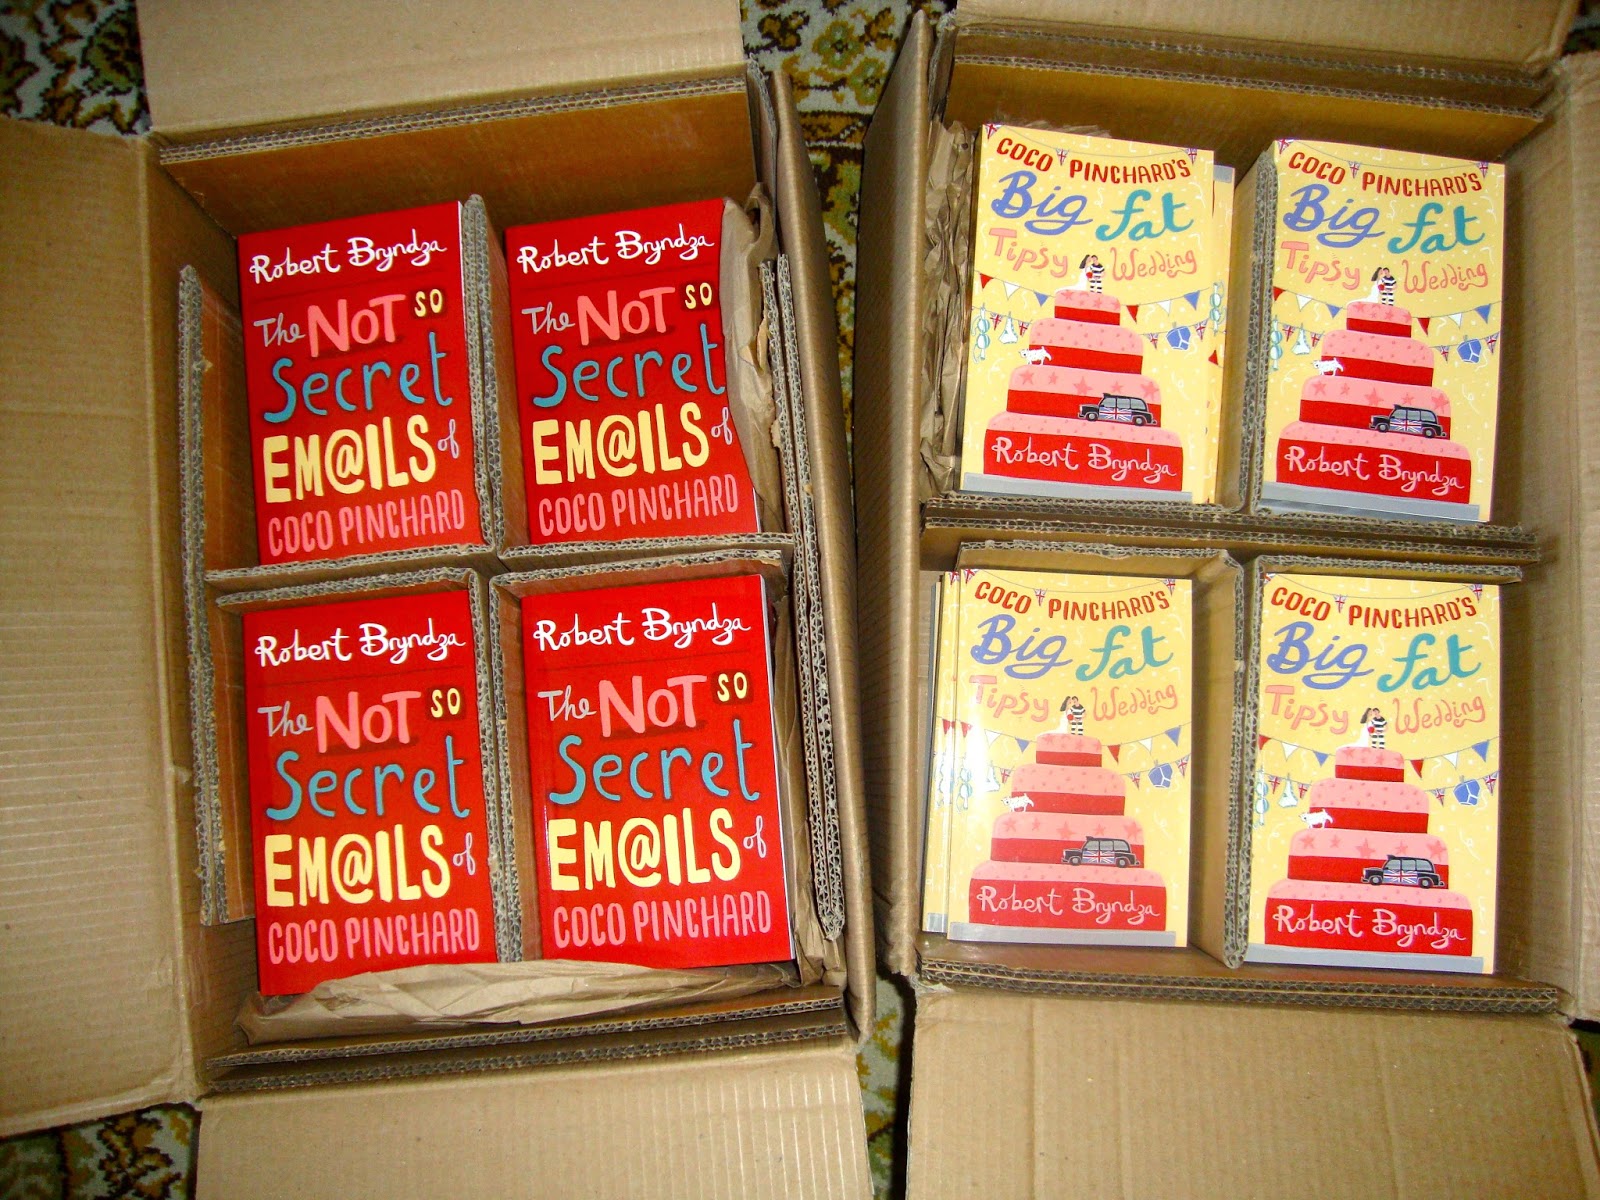 Robert Bryndza
The NOT SO
Secret
EM@ILS of
COCO PINCHARD
Robert Bryndza
The NOT SO
Secret
EM@ILS of
COCO PINCHARD
Robert Bryndza
The NOT SO
Secret
EM@ILS of
COCO PINCHARD
Robert Bryndza
The NOT SO
Secret
EM@ILS of
COCO PINCHARD
COCO PINCHARD'S
Big fat
Tipsy Wedding
Robert Bryndza
COCO PINCHARD'S
Big fat
Tipsy Wedding
Robert Bryndza
COCO PINCHARD'S
Big fat
Tipsy Wedding
Robert Bryndza
COCO PINCHARD'S
Big fat
Tipsy Wedding
Robert Bryndza